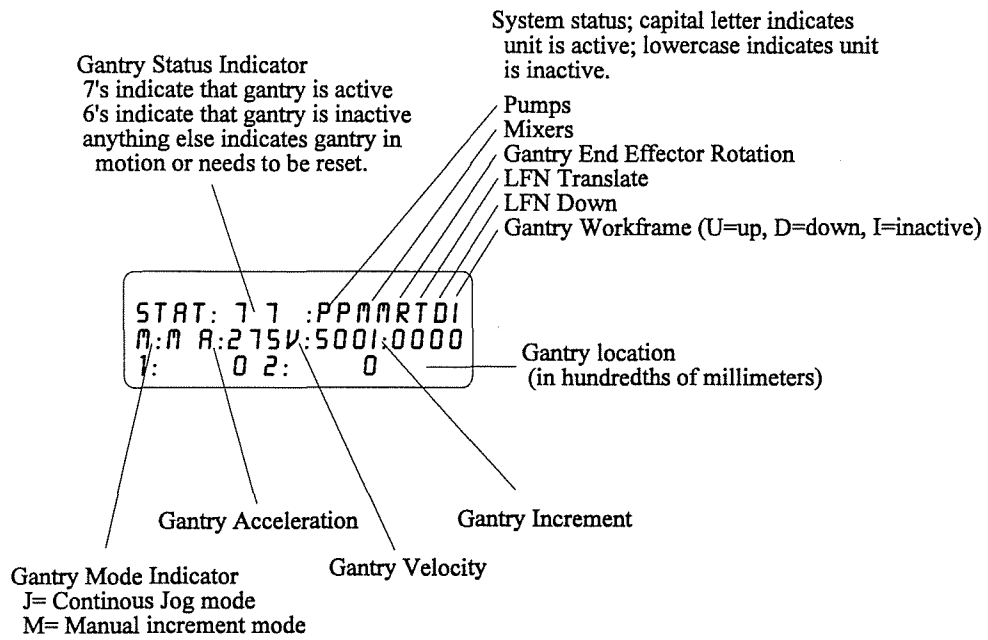 System status; capital letter indicates
unit is active; lowercase indicates unit
is inactive.
Gantry Status Indicator
7's indicate that gantry is active
6's indicate that gantry is inactive
anything else indicates gantry in
motion or needs to be reset.
Pumps
Mixers
Gantry End Effector Rotation
LFN Translate
LFN Down
Gantry Workframe (U=up, D=down, I=inactive)
STAT: 7 7 :PPMMRTDI
M:M A:275V:500I:0000
1: 0 2: 0
Gantry location
(in hundredths of millimeters)
Gantry Acceleration
Gantry Increment
Gantry Velocity
Gantry Mode Indicator
J= Continous Jog mode
M= Manual increment mode